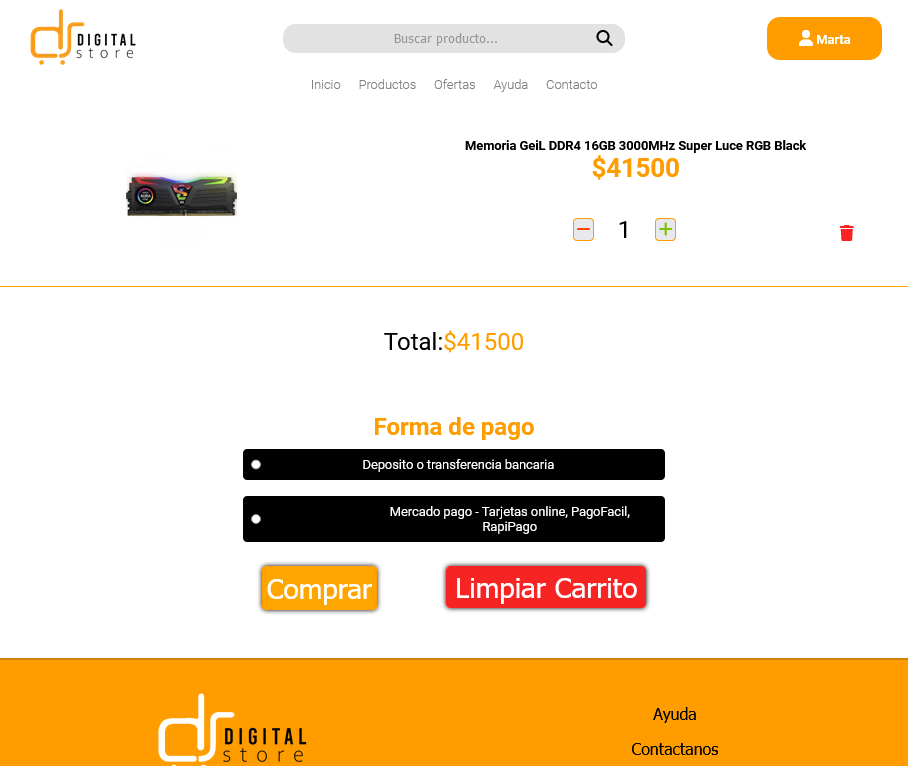 DIGITAL
store
Buscar producto...
Marta
Inicio Productos Ofertas Ayuda Contacto
Memoria GeiL DDR4 16GB 3000MHz Super Luce RGB Black
$41500
1
Total:$41500
Forma de pago
Deposito o transferencia bancaria
Mercado pago - Tarjetas online, PagoFacil,
RapiPago
Comprar
Limpiar Carrito
DIGITAL
store
Ayuda
Contactanos